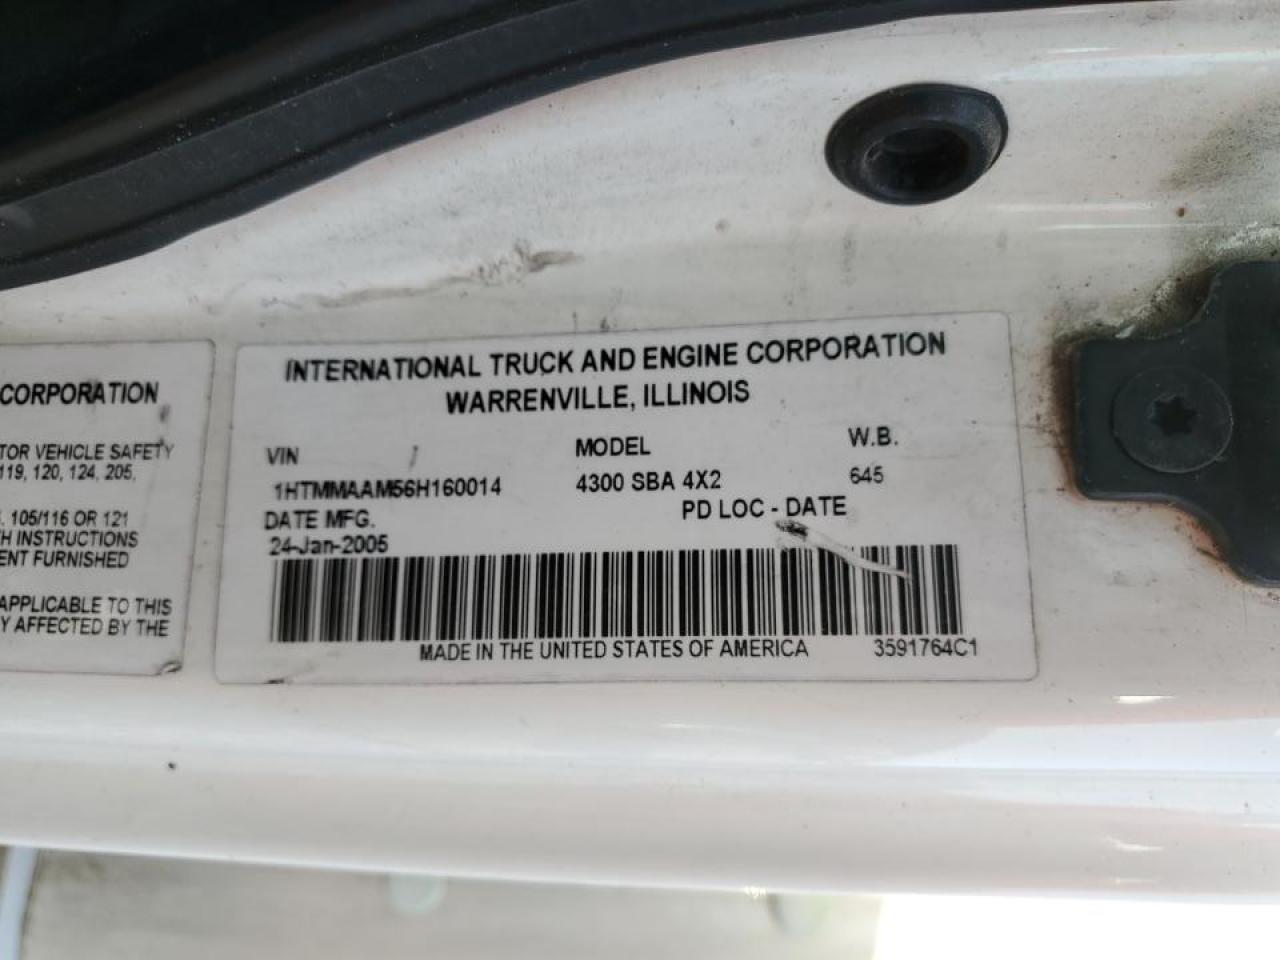 CORPORATION
TOR VEHICLE SAFETY
119, 120, 124, 205,
. 105/116 OR 121
H INSTRUCTIONS
ENT FURNISHED
APPLICABLE TO THIS
Y AFFECTED BY THE
INTERNATIONAL TRUCK AND ENGINE CORPORATION
WARRENVILLE, ILLINOIS
VIN MODEL W.B.
1HTMMAAM56H160014 4300 SBA 4X2 645
DATE MFG. PD LOC - DATE
24-Jan-2005
MADE IN THE UNITED STATES OF AMERICA 3591764C1